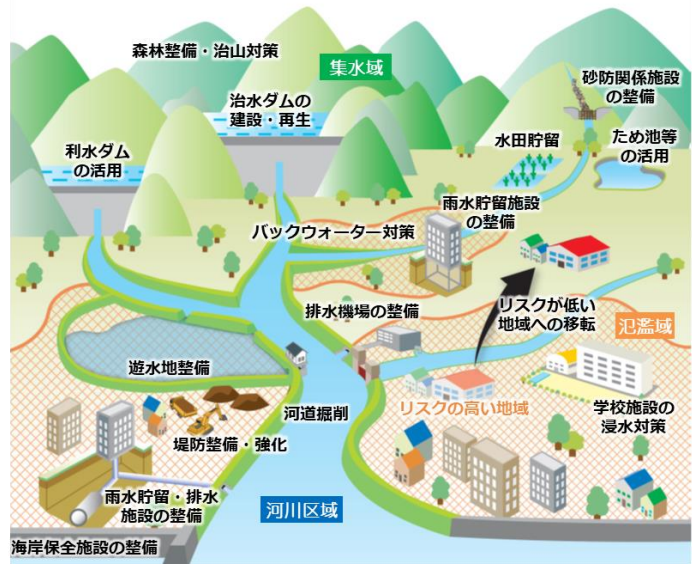 森林整備・治山対策
集水域
砂防関係施設
の整備
治水ダムの
建設・再生
利水ダム
の活用
水田貯留
ため池等
の活用
バックウォーター対策
雨水貯留施設
の整備
排水機場の整備
リスクが低い
地域への移転
氾濫域
遊水地整備
河道掘削
リスクの高い地域
学校施設の
浸水対策
堤防整備・強化
雨水貯留・排水
施設の整備
河川区域
海岸保全施設の整備